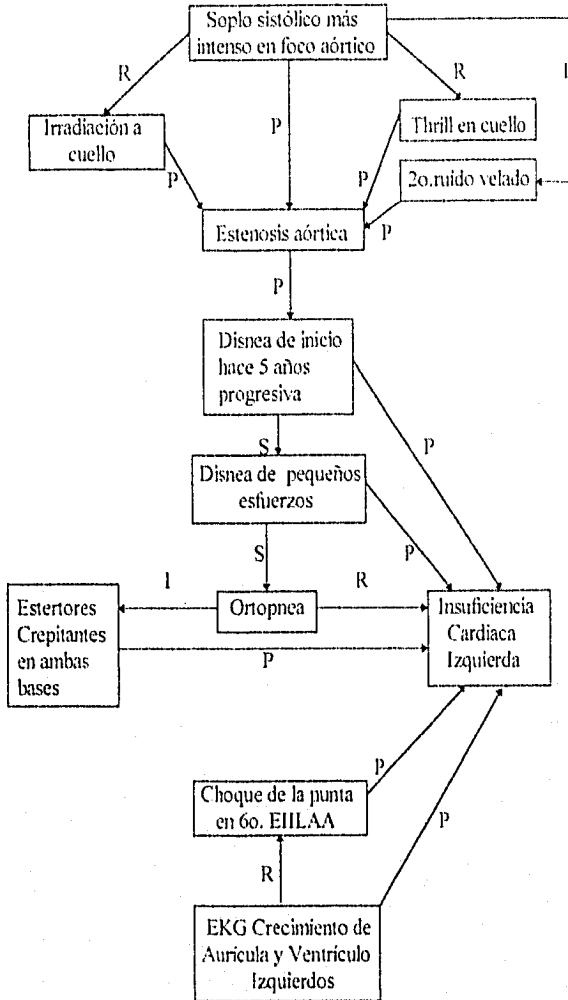 Soplo sistólico más
intenso en foco aórtico
R
R
P
Irradiación a
cuello
Thrill en cuello
P
P
2o.ruido velado
P
Estenosis aórtica
P
Disnea de inicio
hace 5 años
progresiva
S
P
Disnea de pequeños
esfuerzos
S
P
I
R
Estertores
Crepitantes
en ambas
bases
Ortopnea
Insuficiencia
Cardiaca
Izquierda
P
P
Choque de la punta
en 6o. EIILAA
P
R
EKG Crecimiento de
Aurícula y Ventrículo
Izquierdos